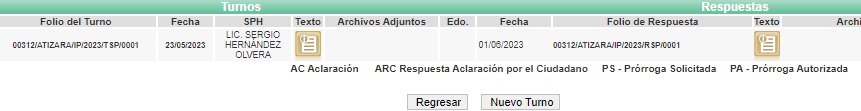 Turnos Respuestas
Folio del Turno Fecha SPH Texto Archivos Adjuntos Edo. Fecha Folio de Respuesta Texto Archi
00312/ATIZARA/IP/2023/TSP/0001 23/05/2023 LIC. SERGIO HERNANDEZ OLVERA 01/06/2023 00312/ATIZARA/IP/2023/RSP/0001
AC Aclaración ARC Respuesta Aclaración por el Ciudadano PS - Prórroga Solicitada PA - Prórroga Autorizada
Regresar Nuevo Turno